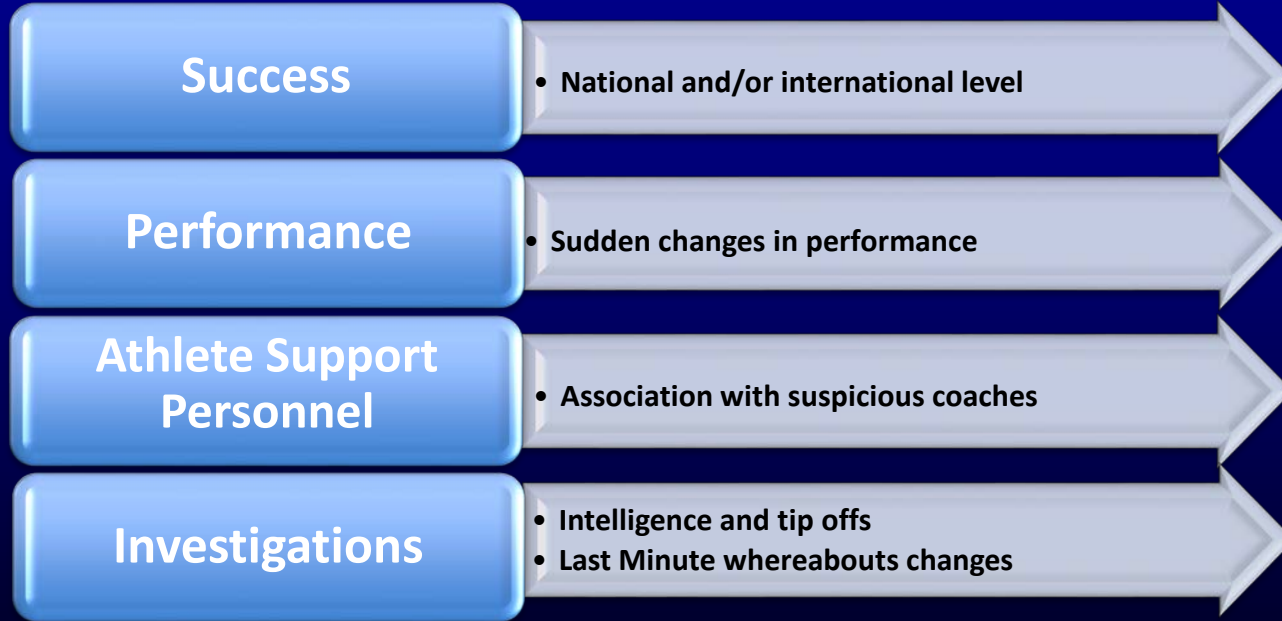 Success
• National and/or international level
Performance
• Sudden changes in performance
Athlete Support
Personnel
• Association with suspicious coaches
Investigations
• Intelligence and tip offs
• Last Minute whereabouts changes